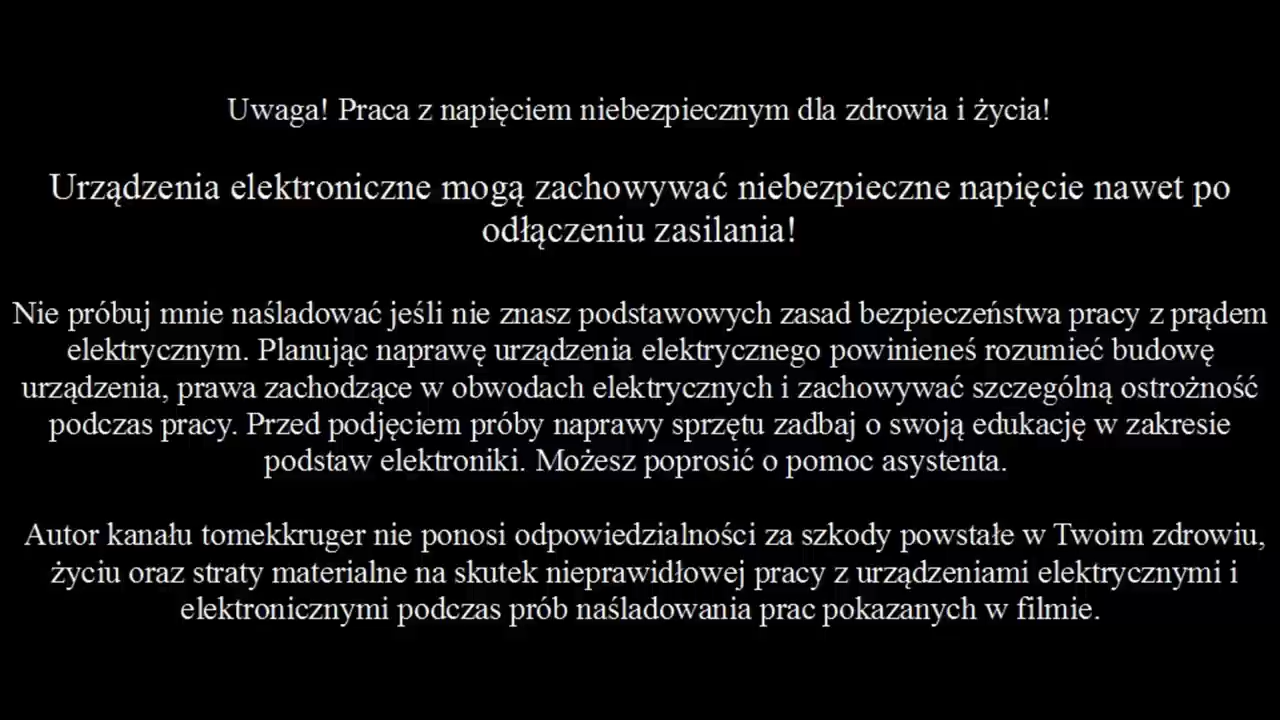 Uwaga! Praca z napięciem niebezpiecznym dla zdrowia i życia!
Urządzenia elektroniczne mogą zachowywać niebezpieczne napięcie nawet po
odłączeniu zasilania!
Nie próbuj mnie naśladować jeśli nie znasz podstawowych zasad bezpieczeństwa pracy z prądem
elektrycznym. Planując naprawę urządzenia elektrycznego powinieneś rozumieć budowę
urządzenia, prawa zachodzące w obwodach elektrycznych i zachowywać szczególną ostrożność
podczas pracy. Przed podjęciem próby naprawy sprzętu zadbaj o swoją edukację w zakresie
podstaw elektroniki. Możesz poprosić o pomoc asystenta.
Autor kanału tomekkruger nie ponosi odpowiedzialności za szkody powstałe w Twoim zdrowiu,
życiu oraz straty materialne na skutek nieprawidłowej pracy z urządzeniami elektrycznymi i
elektronicznymi podczas prób naśladowania prac pokazanych w filmie.